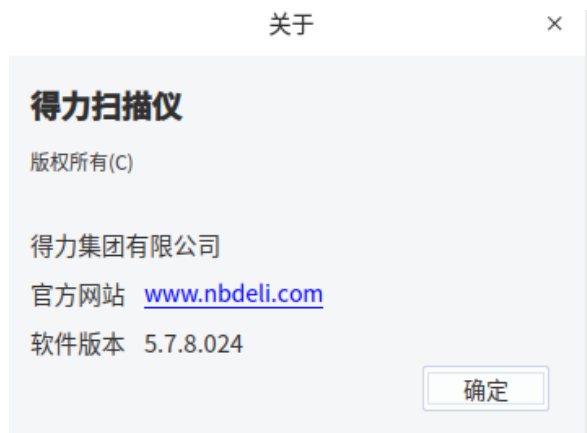 关于
得力扫描仪
版权所有(C)
得力集团有限公司
官方网站 www.nbdeli.com
软件版本 5.7.8.024
确定